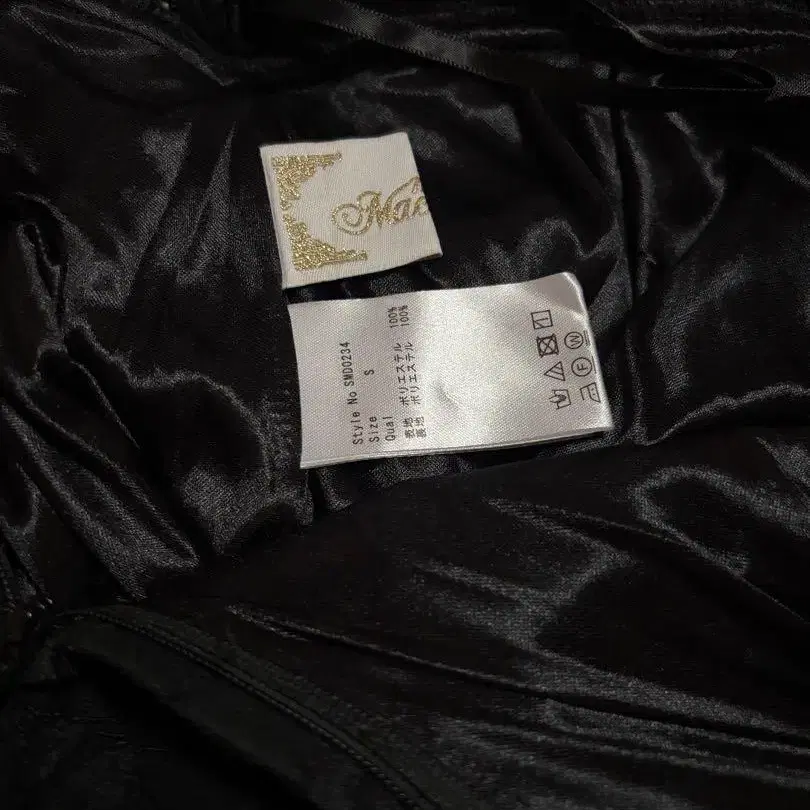 Mac
Style No SMD0234
Size S
Qual
表地 ポリエステル 100%
裏地 ポリエステル 100%
W
F